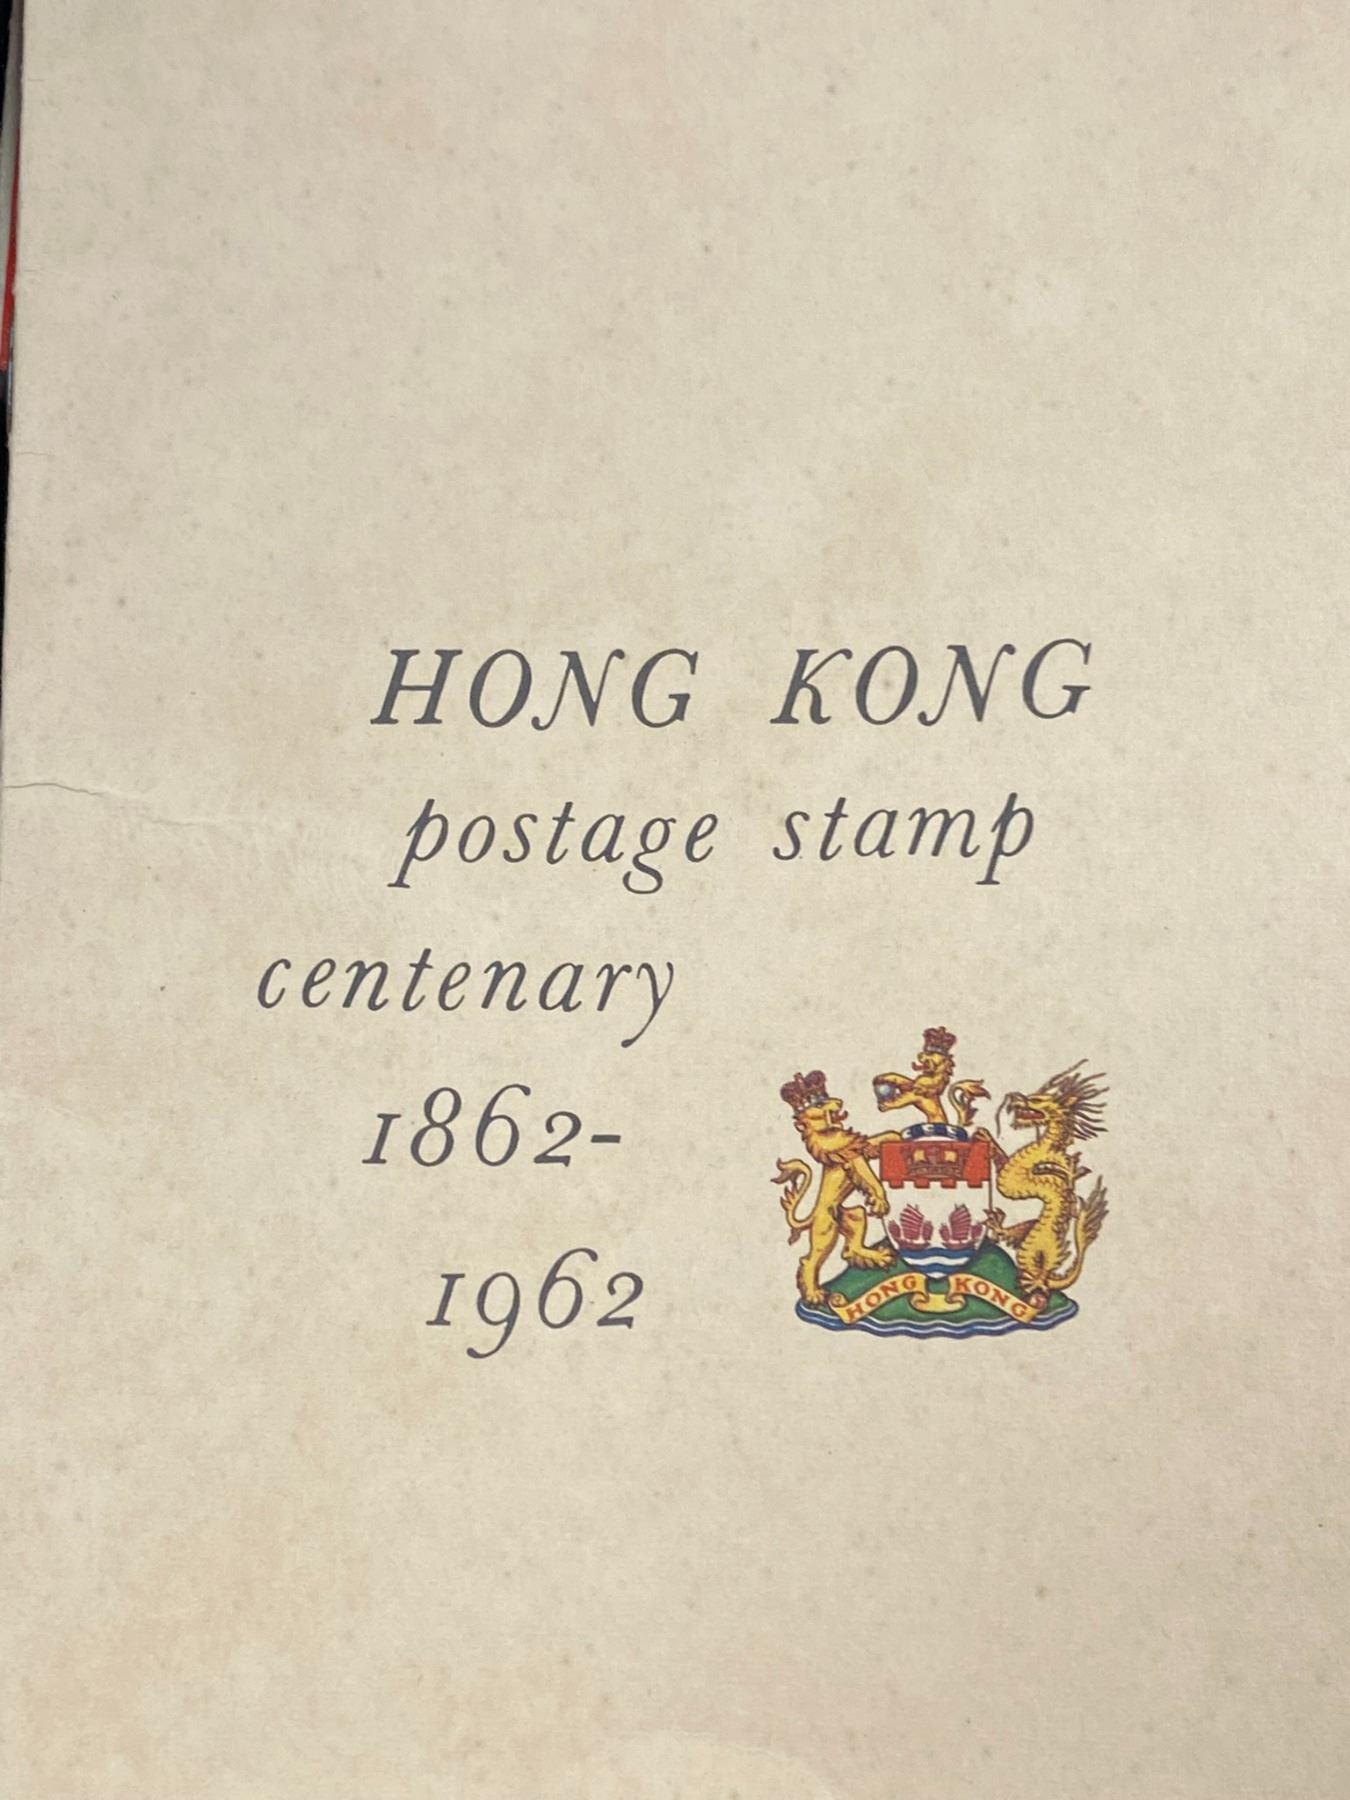 HONG KONG
postage stamp
centenary
1862-
1962
HONG KONG